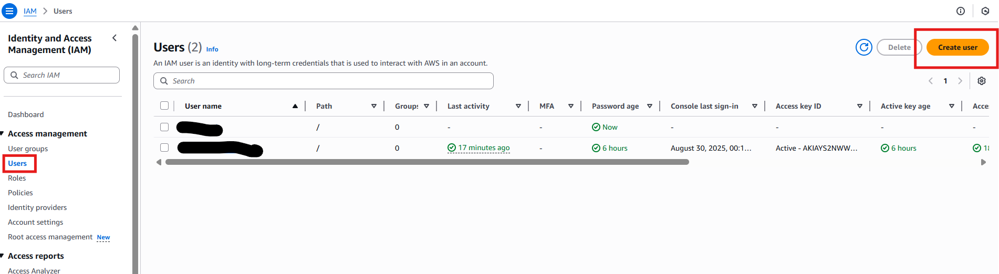 IAM > Users
Identity and Access
Management (IAM)
Search IAM
Dashboard
Access management
User groups
Users
Roles
Policies
Identity providers
Account settings
Root access management New
Access reports
Access Analyzer
Users (2) Info
Delete
Create user
An IAM user is an identity with long-term credentials that is used to interact with AWS in an account.
Search
1
User name Path Groups Last activity MFA Password age Console last sign-in Access key ID Active key age
/ 0 - - Now - - - -
/ 0 17 minutes ago - 6 hours August 30, 2025, 00:1... Active - AKIAYS2NWW... 6 hours